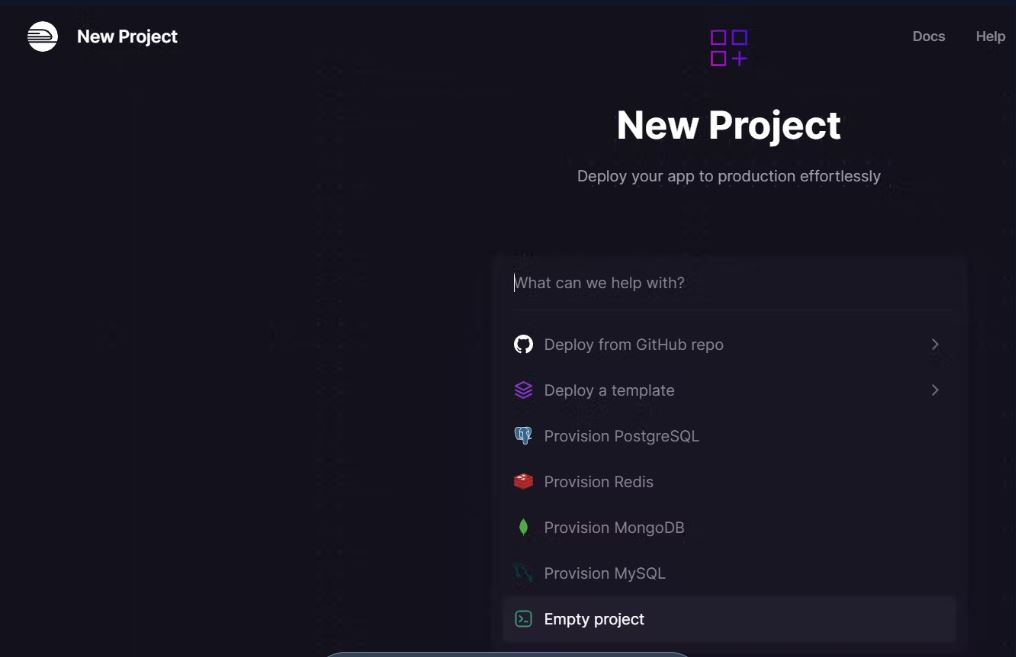 New Project
Docs
Help
New Project
Deploy your app to production effortlessly
What can we help with?
Deploy from GitHub repo
Deploy a template
Provision PostgreSQL
Provision Redis
Provision MongoDB
Provision MySQL
Empty project